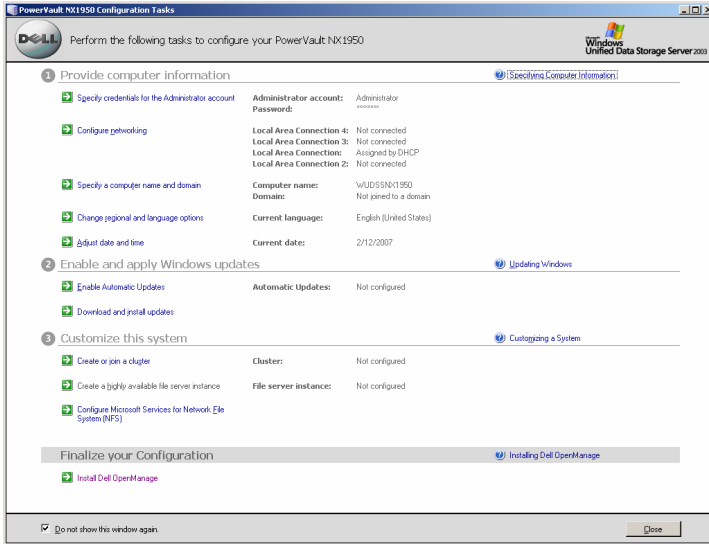 PowerVault NX1950 Configuration Tasks
DELL
Perform the following tasks to configure your PowerVault NX1950
Microsoft
Windows
Unified Data Storage Server 2003
1 Provide computer information
Specifying Computer Information
Specify credentials for the Administrator account
Administrator account: Administrator
Password: ********
Configure networking
Local Area Connection 4: Not connected
Local Area Connection 3: Not connected
Local Area Connection: Assigned by DHCP
Local Area Connection 2: Not connected
Specify a computer name and domain
Computer name: WUDSSNX1950
Domain: Not joined to a domain
Change regional and language options
Current language: English (United States)
Adjust date and time
Current date: 2/12/2007
2 Enable and apply Windows updates
Updating Windows
Enable Automatic Updates
Automatic Updates: Not configured
Download and install updates
3 Customize this system
Customizing a System
Create or join a cluster
Cluster: Not configured
Create a highly available file server instance
File server instance: Not configured
Configure Microsoft Services for Network File
System (NFS)
Finalize your Configuration
Installing Dell OpenManage
Install Dell OpenManage
Do not show this window again.
Close